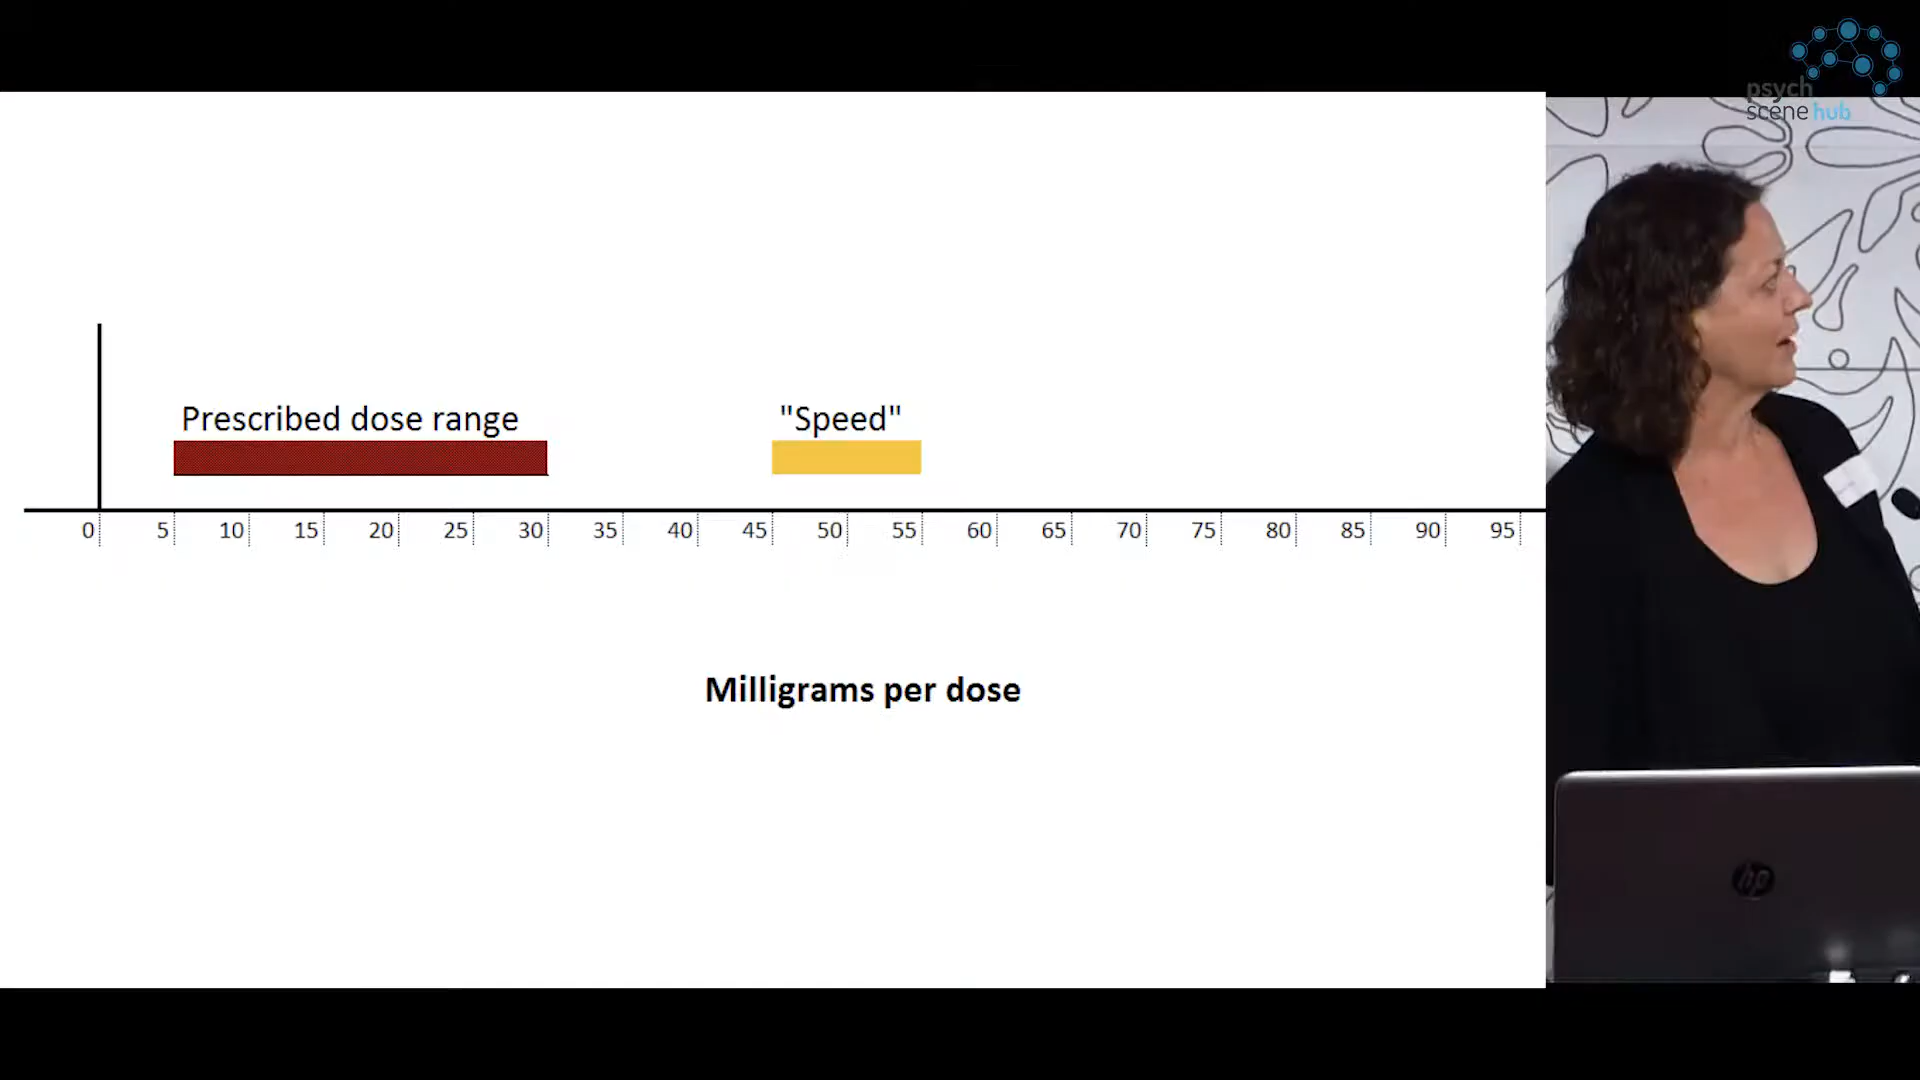 psych
scene hub
Prescribed dose range
"Speed"
0 5 10 15 20 25 30 35 40 45 50 55 60 65 70 75 80 85 90 95
Milligrams per dose
hp